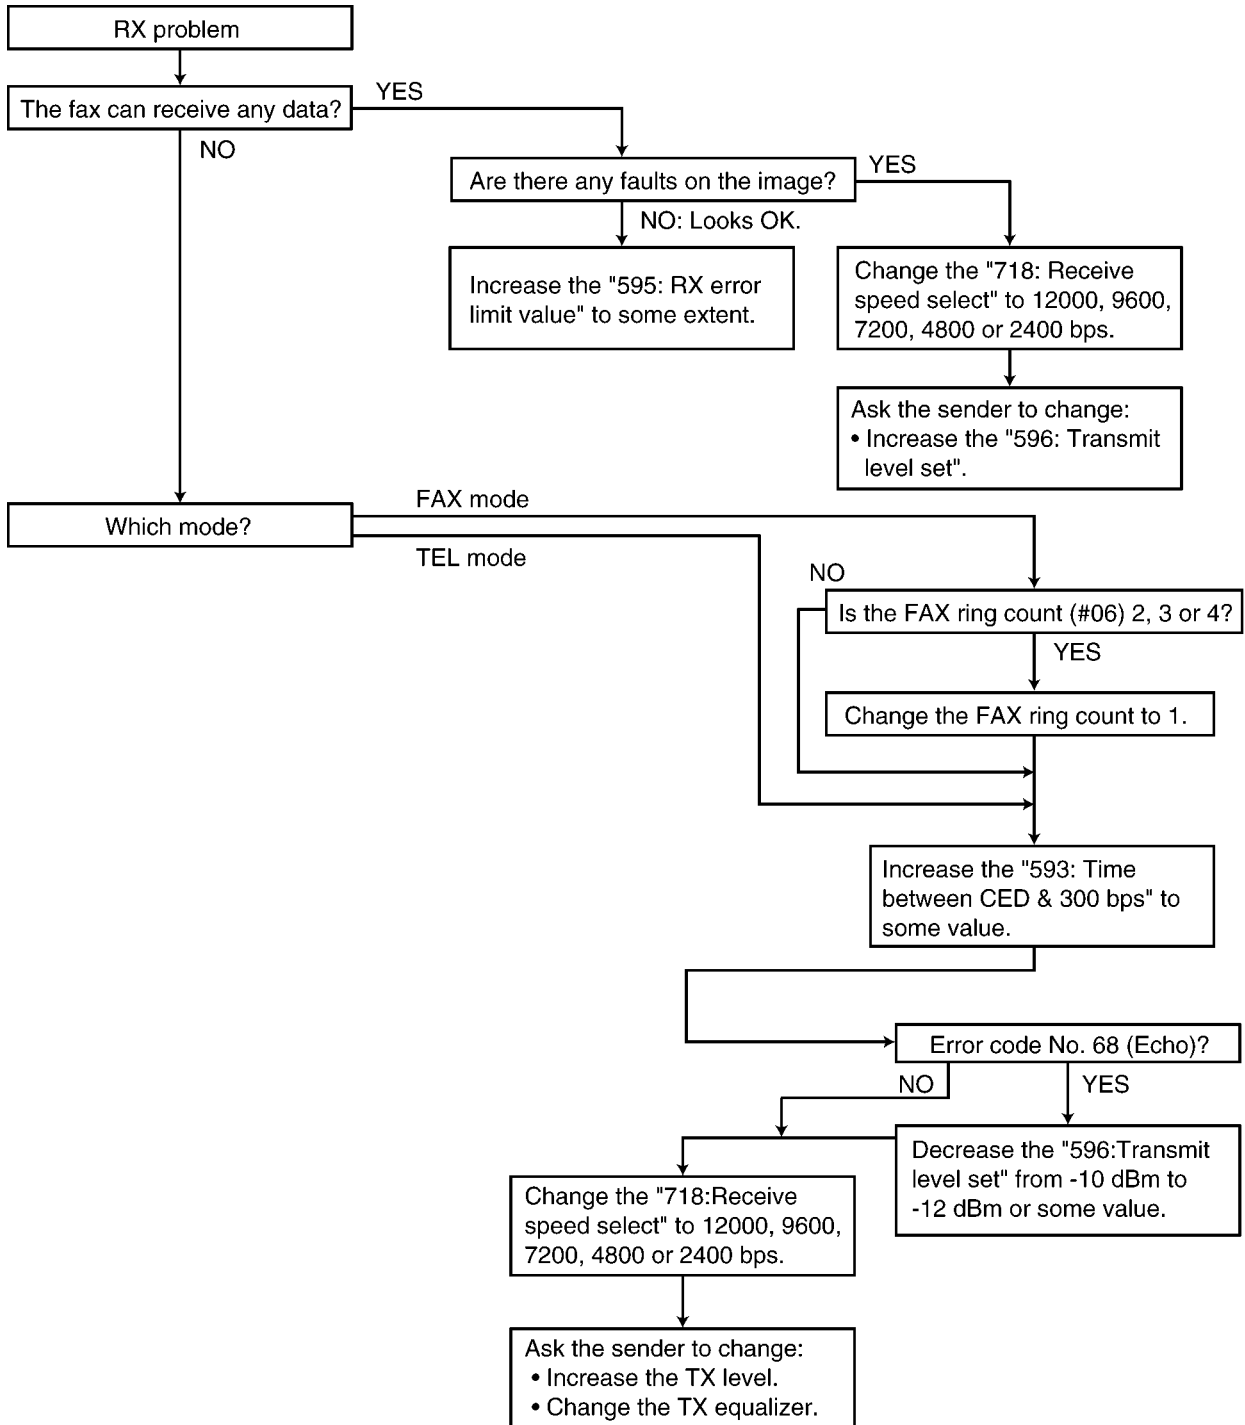 RX problem
The fax can receive any data?
YES
NO
Are there any faults on the image?
YES
NO: Looks OK.
Increase the "595: RX error
limit value" to some extent.
Change the "718: Receive
speed select" to 12000, 9600,
7200, 4800 or 2400 bps.
Ask the sender to change:
• Increase the "596: Transmit
level set".
Which mode?
FAX mode
TEL mode
NO
Is the FAX ring count (#06) 2, 3 or 4?
YES
Change the FAX ring count to 1.
Increase the "593: Time
between CED & 300 bps" to
some value.
Error code No. 68 (Echo)?
NO
YES
Decrease the "596:Transmit
level set" from -10 dBm to
-12 dBm or some value.
Change the "718:Receive
speed select" to 12000, 9600,
7200, 4800 or 2400 bps.
Ask the sender to change:
• Increase the TX level.
• Change the TX equalizer.